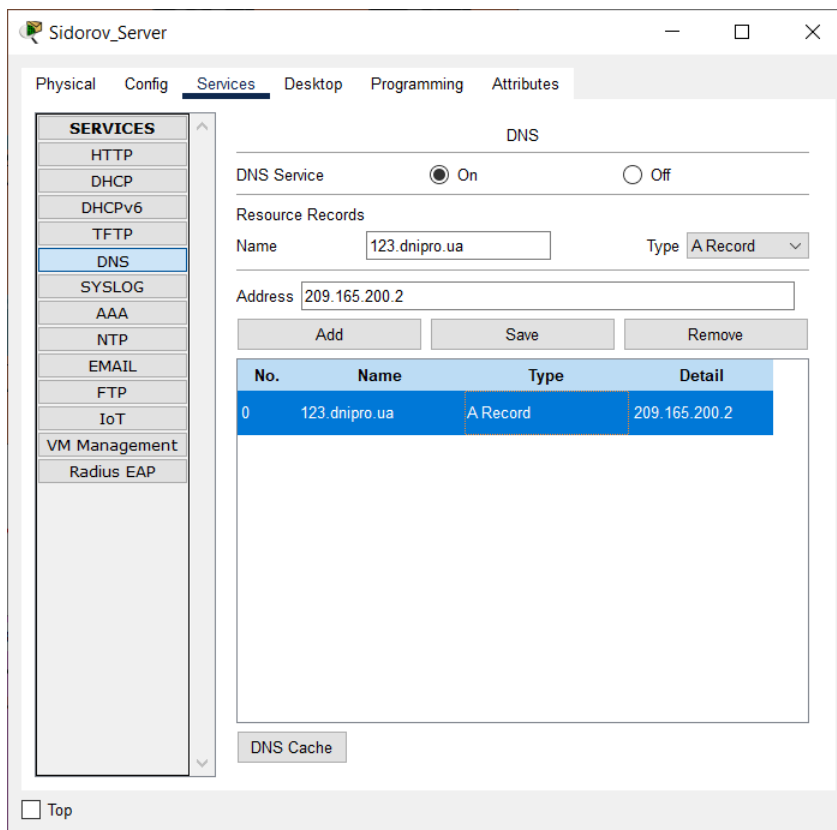 Sidorov_Server
Physical Config Services Desktop Programming Attributes
SERVICES
HTTP
DHCP
DHCPv6
TFTP
DNS
SYSLOG
AAA
NTP
EMAIL
FTP
IoT
VM Management
Radius EAP
DNS
DNS Service On Off
Resource Records
Name 123.dnipro.ua Type A Record
Address 209.165.200.2
Add Save Remove
No. Name Type Detail
0 123.dnipro.ua A Record 209.165.200.2
DNS Cache
Top